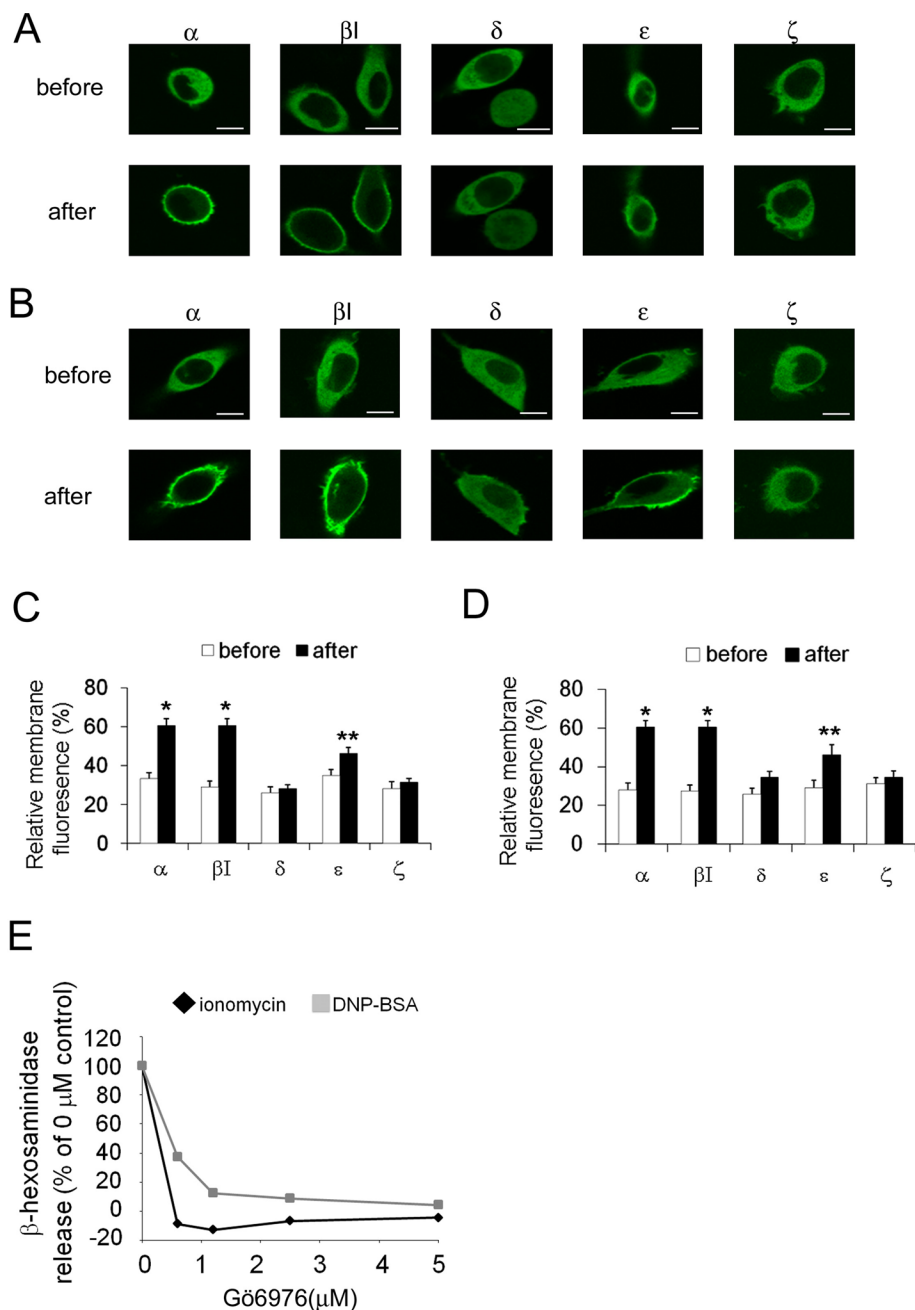 A
α βI δ ε ζ
before
after
B
α βI δ ε ζ
before
after
C
before after
Relative membrane
fluoresence (%)
80
60
40
20
0
* * **
α βI δ ε ζ
D
before after
Relative membrane
fluoresence (%)
80
60
40
20
0
* * **
α βI δ ε ζ
E
ionomycin DNP-BSA
β-hexosaminidase
release (% of 0 μM control)
120
100
80
60
40
20
0
-20
0 1 2 3 4 5
Gö6976(μM)